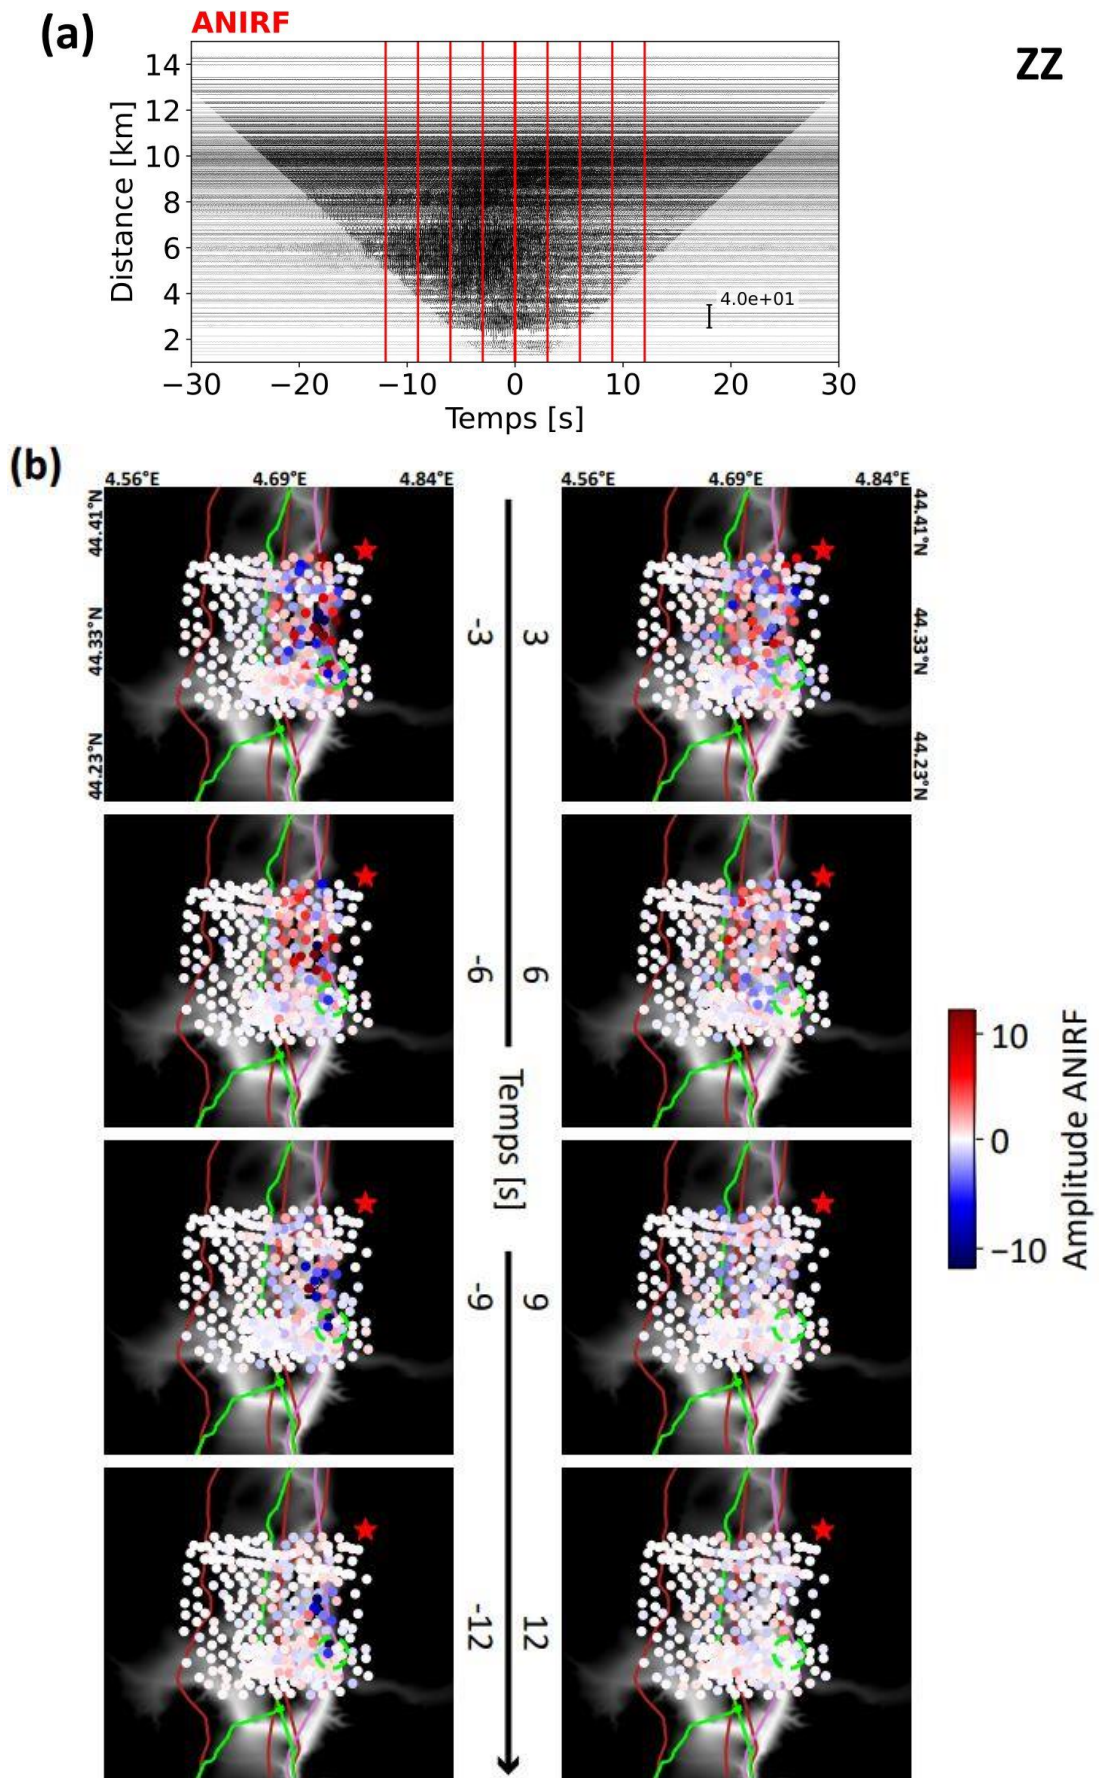 (a)
ANIRF
ZZ
14
12
10
8
6
4
2
Distance [km]
4.0e+01
−30
−20
−10
0
10
20
30
Temps [s]
(b)
4.56°E
4.69°E
4.84°E
4.56°E
4.69°E
4.84°E
44.41°N
44.33°N
44.23°N
-3
3
44.41°N
44.33°N
44.23°N
-6
6
Temps [s]
-9
9
-12
12
10
0
−10
Amplitude ANIRF